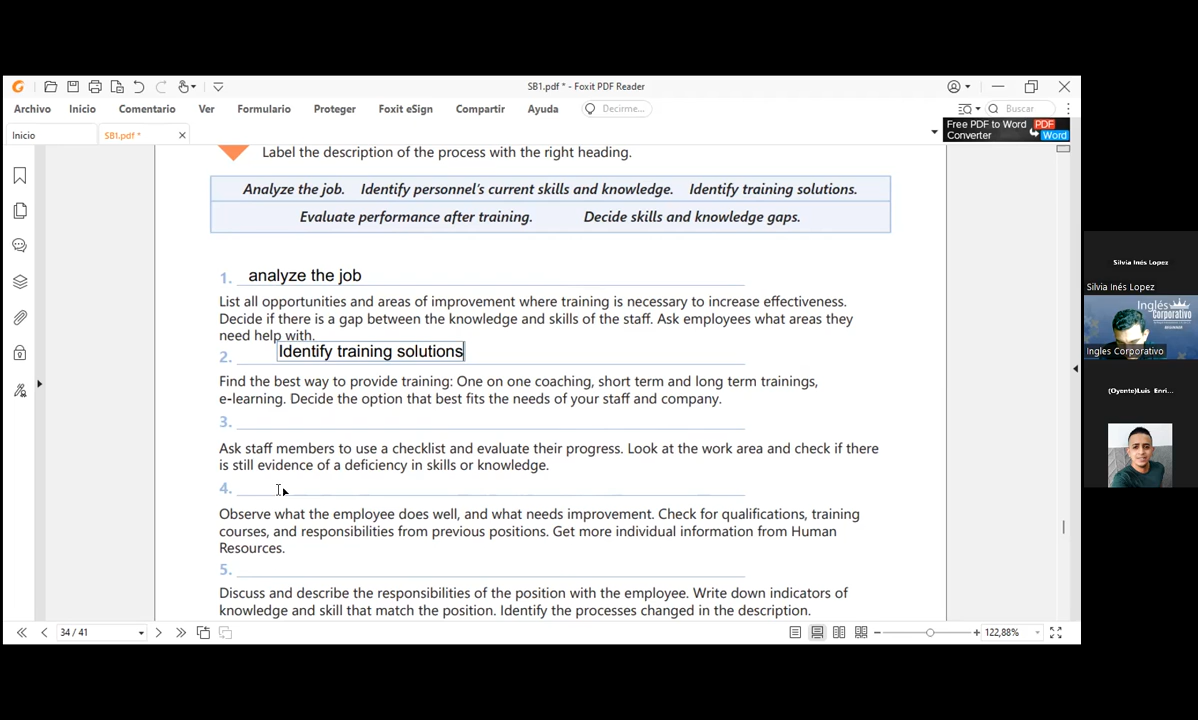 SB1.pdf * - Foxit PDF Reader
Archivo Inicio Comentario Ver Formulario Proteger Foxit eSign Compartir Ayuda Decirme... Buscar
Inicio SB1.pdf * Free PDF to Word Converter PDF Word
Label the description of the process with the right heading.
Analyze the job. Identify personnel's current skills and knowledge. Identify training solutions.
Evaluate performance after training. Decide skills and knowledge gaps.
1. analyze the job
List all opportunities and areas of improvement where training is necessary to increase effectiveness.
Decide if there is a gap between the knowledge and skills of the staff. Ask employees what areas they
need help with.
2. Identify training solutions
Find the best way to provide training: One on one coaching, short term and long term trainings,
e-learning. Decide the option that best fits the needs of your staff and company.
3.
Ask staff members to use a checklist and evaluate their progress. Look at the work area and check if there
is still evidence of a deficiency in skills or knowledge.
4.
Observe what the employee does well, and what needs improvement. Check for qualifications, training
courses, and responsibilities from previous positions. Get more individual information from Human
Resources.
5.
Discuss and describe the responsibilities of the position with the employee. Write down indicators of
knowledge and skill that match the position. Identify the processes changed in the description.
34 / 41 122,88%
Silvia Inés Lopez
Silvia Inés Lopez
Inglés
Corporativo
Ingles Corporativo
(Oyente)Luis Enri...